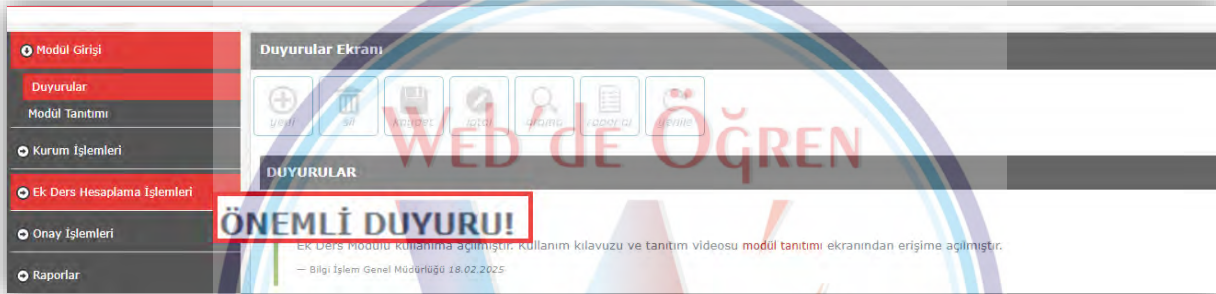 Modül Girişi
Duyurular
Modül Tanıtımı
Kurum İşlemleri
Ek Ders Hesaplama İşlemleri
Onay İşlemleri
Raporlar
Duyurular Ekranı
yeni sil kaydet iptal arama raporlar yenile
WEB'DE ÖĞREN
DUYURULAR
ÖNEMLİ DUYURU!
Ek Ders Modülü kullanıma açılmıştır. Kullanım kılavuzu ve tanıtım videosu modül tanıtımı ekranından erişime açılmıştır.
— Bilgi İşlem Genel Müdürlüğü 18.02.2025